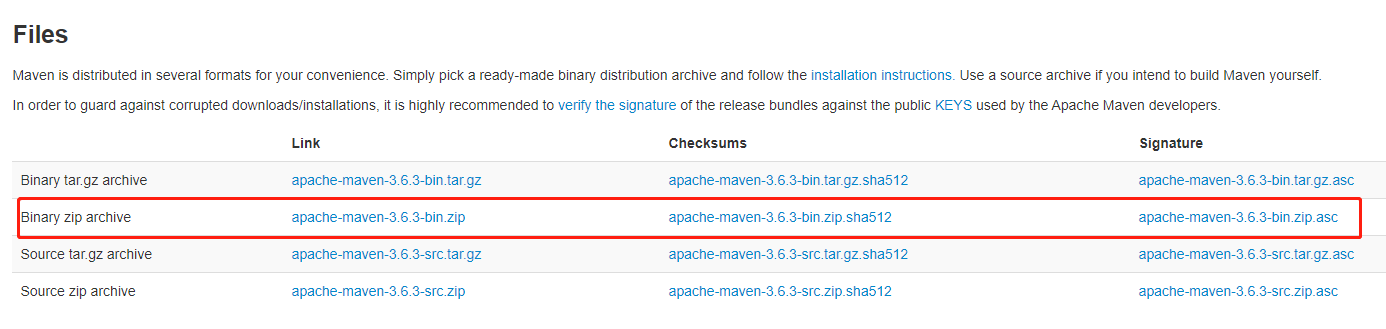 Files
Maven is distributed in several formats for your convenience. Simply pick a ready-made binary distribution archive and follow the installation instructions. Use a source archive if you intend to build Maven yourself.
In order to guard against corrupted downloads/installations, it is highly recommended to verify the signature of the release bundles against the public KEYS used by the Apache Maven developers.
Link Checksums Signature
Binary tar.gz archive apache-maven-3.6.3-bin.tar.gz apache-maven-3.6.3-bin.tar.gz.sha512 apache-maven-3.6.3-bin.tar.gz.asc
Binary zip archive apache-maven-3.6.3-bin.zip apache-maven-3.6.3-bin.zip.sha512 apache-maven-3.6.3-bin.zip.asc
Source tar.gz archive apache-maven-3.6.3-src.tar.gz apache-maven-3.6.3-src.tar.gz.sha512 apache-maven-3.6.3-src.tar.gz.asc
Source zip archive apache-maven-3.6.3-src.zip apache-maven-3.6.3-src.zip.sha512 apache-maven-3.6.3-src.zip.asc